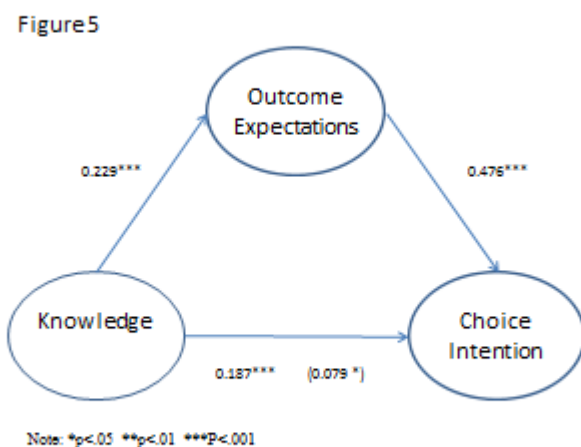 Figure5
Outcome
Expectations
0.229***
0.476***
Knowledge
Choice
Intention
0.187*** (0.079 *)
Note: *p<.05 **p<.01 ***P<.001